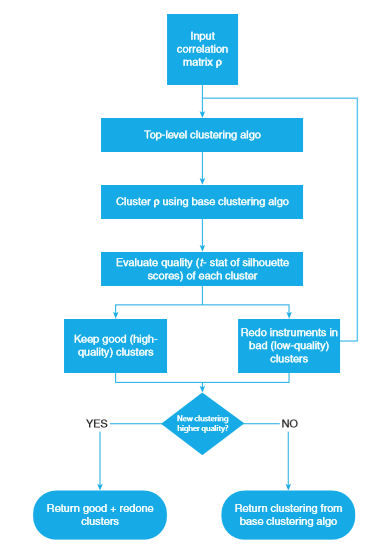 Input
correlation
matrix ρ
Top-level clustering algo
Cluster ρ using base clustering algo
Evaluate quality (t- stat of silhouette
scores) of each cluster
Keep good (high-
quality) clusters
Redo instruments in
bad (low-quality)
clusters
New clustering
higher quality?
YES
NO
Return good + redone
clusters
Return clustering from
base clustering algo